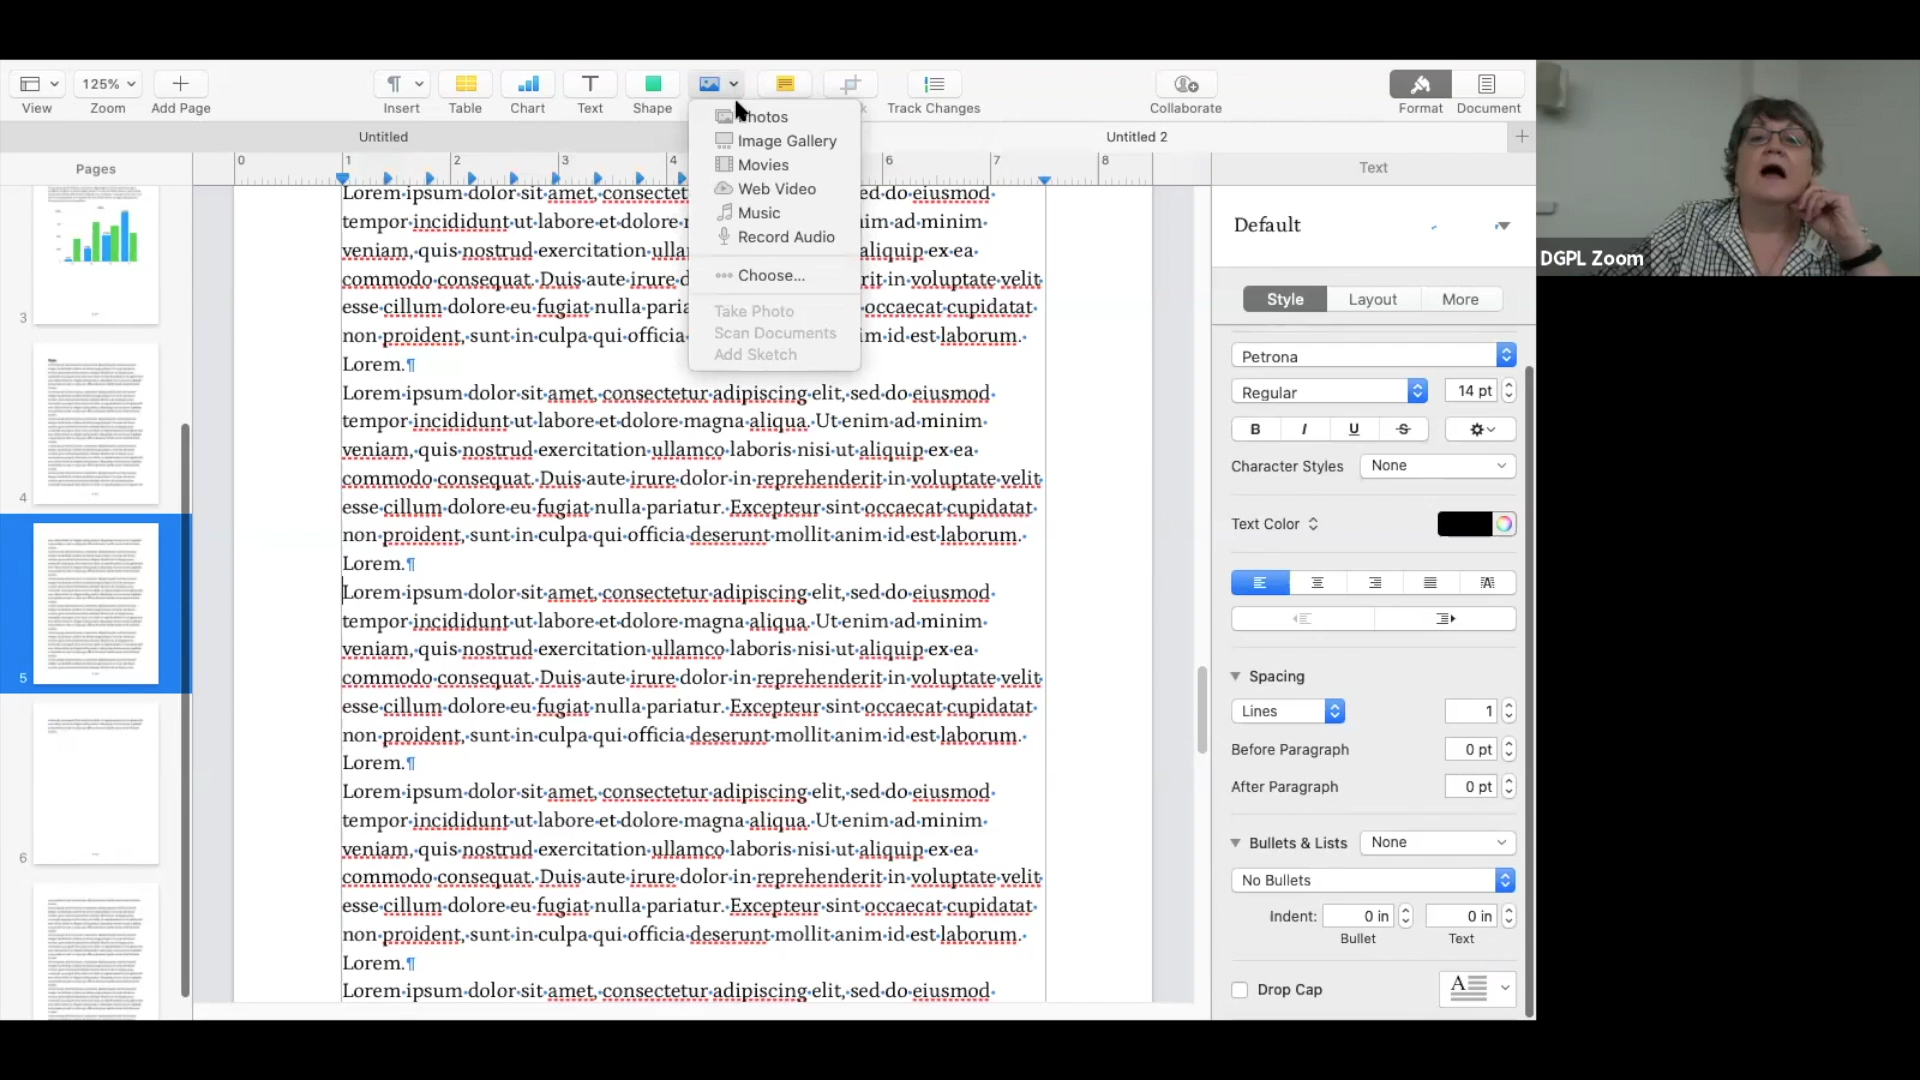 View
125%
Zoom
Add Page
Insert
Table
Chart
Text
Shape
Track Changes
Collaborate
Format
Document
Untitled
Untitled 2
Pages
0 1 2 3 4 6 7 8
Text
Photos
Image Gallery
Movies
Web Video
Music
Record Audio
Choose...
Take Photo
Scan Documents
Add Sketch
3
4
5
6
Lorem ipsum dolor sit amet, consectet sed do eiusmod
tempor incididunt ut labore et dolore enim ad minim
veniam, quis nostrud exercitation ulla aliquip ex ea
commodo consequat. Duis aute irure d erit in voluptate velit
esse cillum dolore eu fugiat nulla paria occaecat cupidatat
non proident, sunt in culpa qui officia im id est laborum.
Lorem.¶
Lorem ipsum dolor sit amet, consectetur adipiscing elit, sed do eiusmod
tempor incididunt ut labore et dolore magna aliqua. Ut enim ad minim
veniam, quis nostrud exercitation ullamco laboris nisi ut aliquip ex ea
commodo consequat. Duis aute irure dolor in reprehenderit in voluptate velit
esse cillum dolore eu fugiat nulla pariatur. Excepteur sint occaecat cupidatat
non proident, sunt in culpa qui officia deserunt mollit anim id est laborum.
Lorem.¶
Lorem ipsum dolor sit amet, consectetur adipiscing elit, sed do eiusmod
tempor incididunt ut labore et dolore magna aliqua. Ut enim ad minim
veniam, quis nostrud exercitation ullamco laboris nisi ut aliquip ex ea
commodo consequat. Duis aute irure dolor in reprehenderit in voluptate velit
esse cillum dolore eu fugiat nulla pariatur. Excepteur sint occaecat cupidatat
non proident, sunt in culpa qui officia deserunt mollit anim id est laborum.
Lorem.¶
Lorem ipsum dolor sit amet, consectetur adipiscing elit, sed do eiusmod
tempor incididunt ut labore et dolore magna aliqua. Ut enim ad minim
veniam, quis nostrud exercitation ullamco laboris nisi ut aliquip ex ea
commodo consequat. Duis aute irure dolor in reprehenderit in voluptate velit
esse cillum dolore eu fugiat nulla pariatur. Excepteur sint occaecat cupidatat
non proident, sunt in culpa qui officia deserunt mollit anim id est laborum.
Lorem.¶
Lorem ipsum dolor sit amet, consectetur adipiscing elit, sed do eiusmod
Default
Style Layout More
Petrona
Regular 14 pt
B I U S
Character Styles None
Text Color
Spacing
Lines 1
Before Paragraph 0 pt
After Paragraph 0 pt
Bullets & Lists None
No Bullets
Indent: 0 in 0 in
Bullet Text
Drop Cap
DGPL Zoom